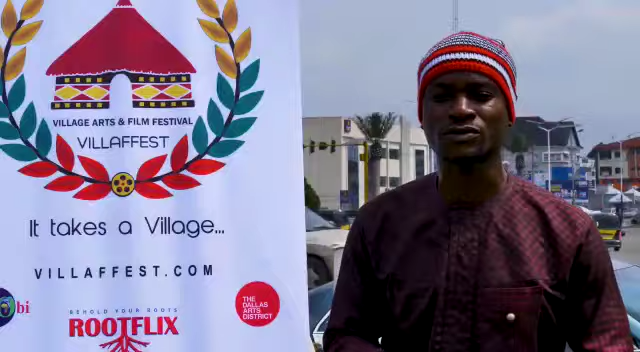 VILLAGE ARTS & FILM FESTIVAL
VILLAFFEST
It takes a Village...
VILLAFFEST.COM
bi
BEHOLD YOUR ROOTS
ROOTFLIX
THE
DALLAS
ARTS
DISTRICT